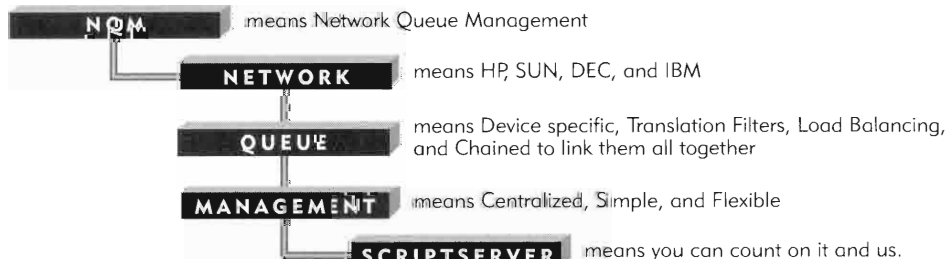 NQM means Network Queue Management
NETWORK means HP, SUN, DEC, and IBM
QUEUE means Device specific, Translation Filters, Load Balancing,
and Chained to link them all together
MANAGEMENT means Centralized, Simple, and Flexible
SCRIPTSERVER means you can count on it and us.